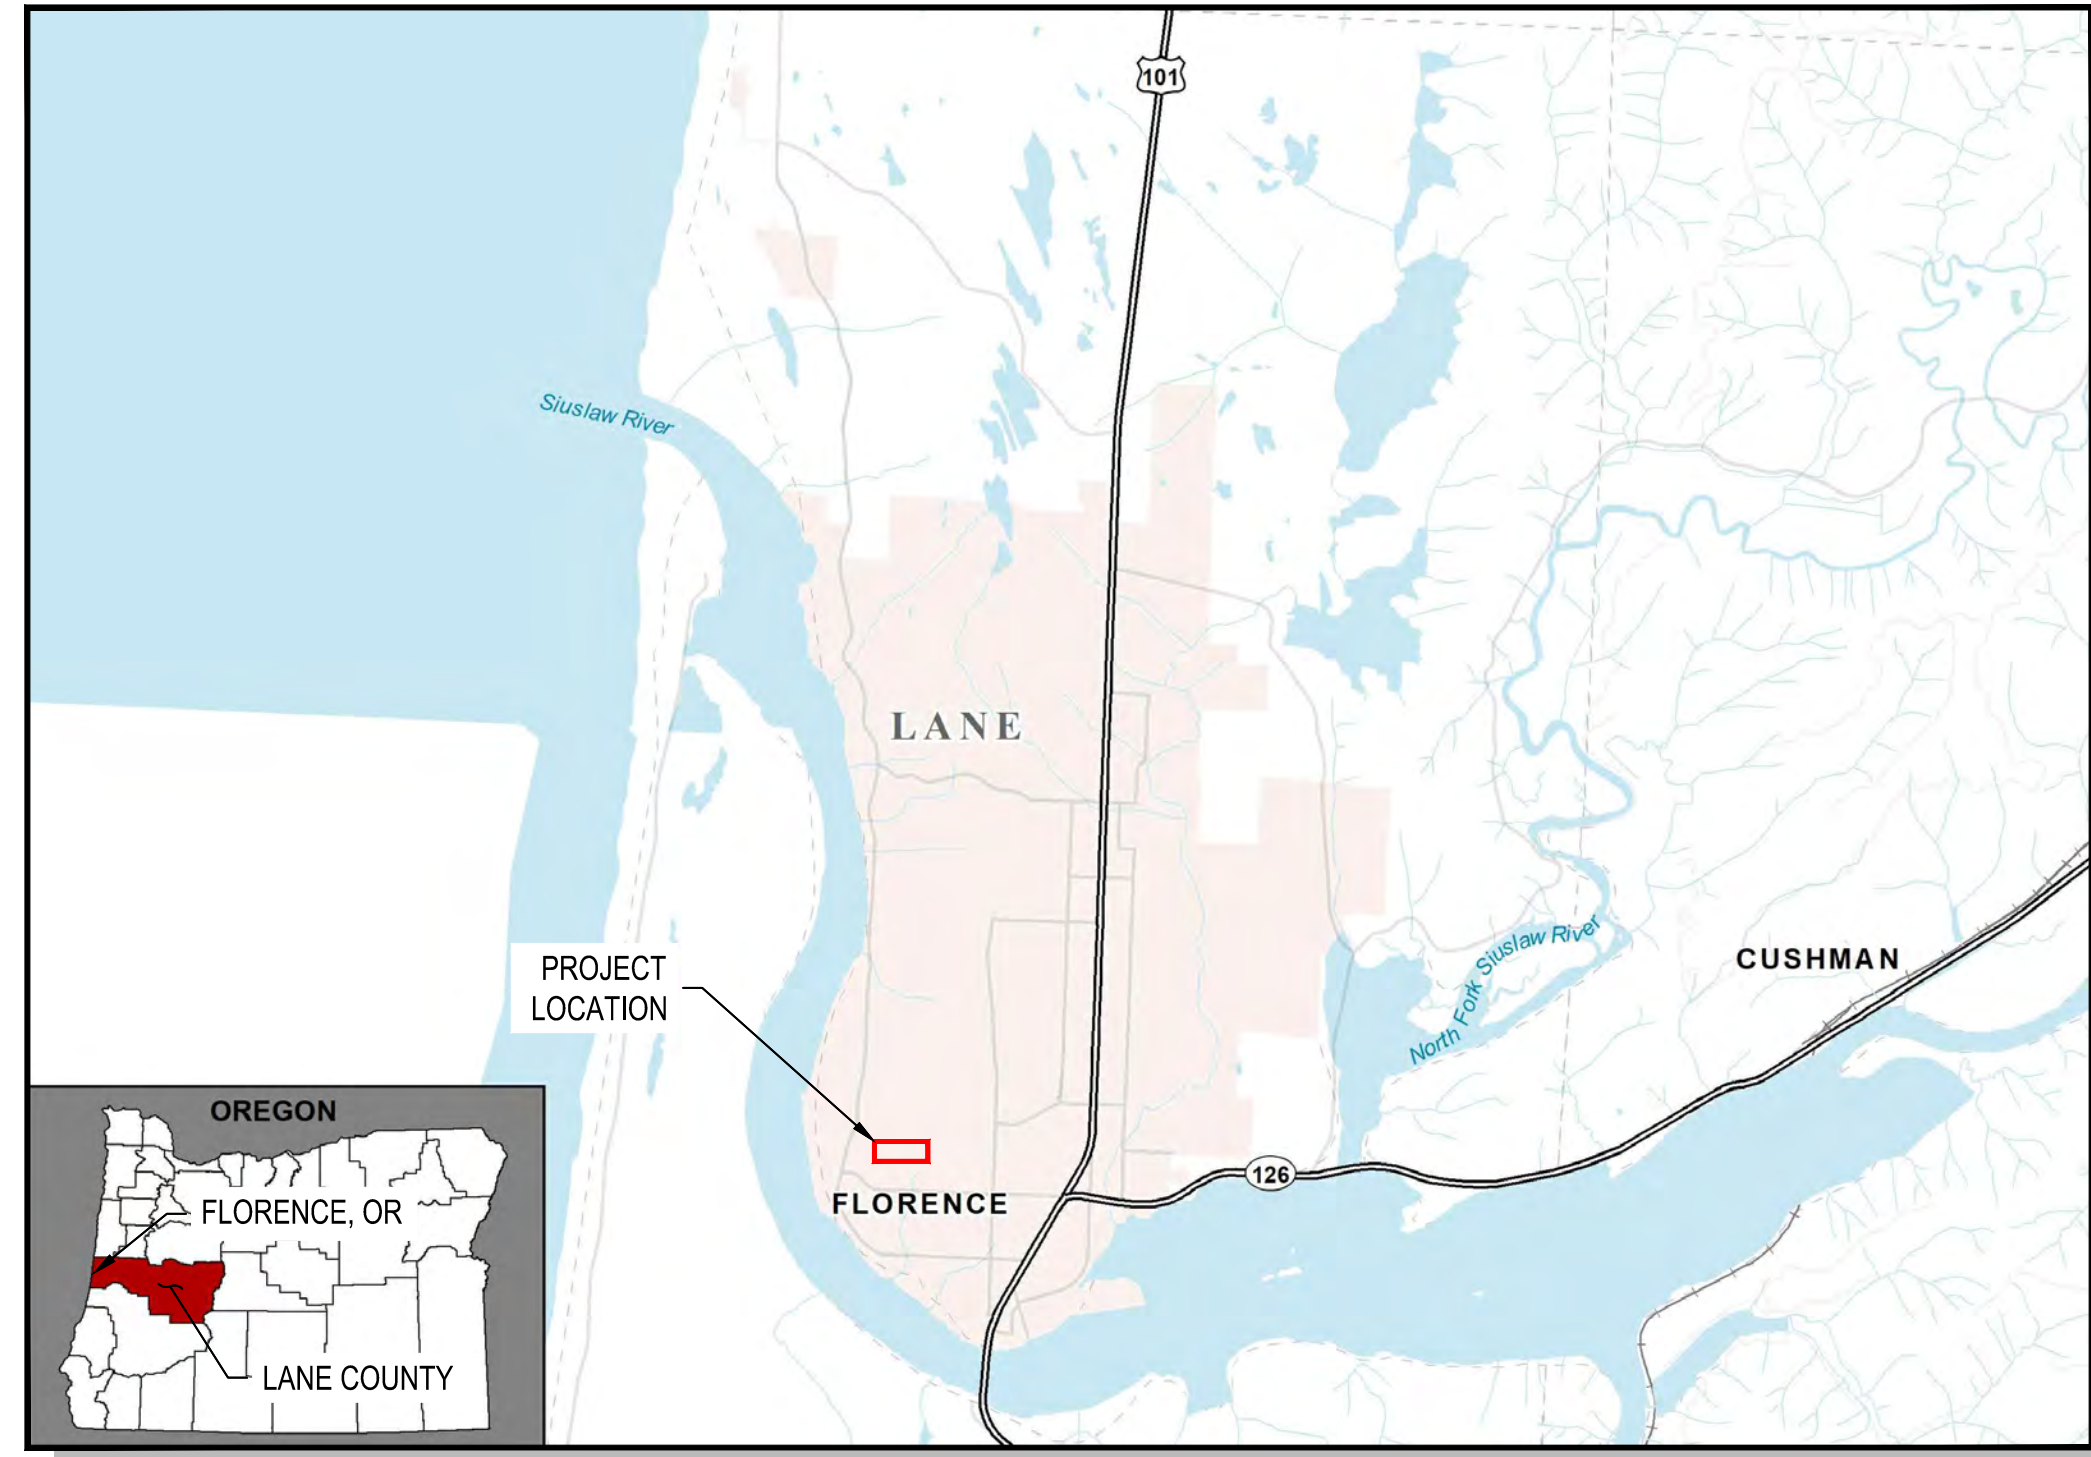 101
Siuslaw River
LANE
PROJECT
LOCATION
North Fork Siuslaw River
CUSHMAN
FLORENCE
126
OREGON
FLORENCE, OR
LANE COUNTY